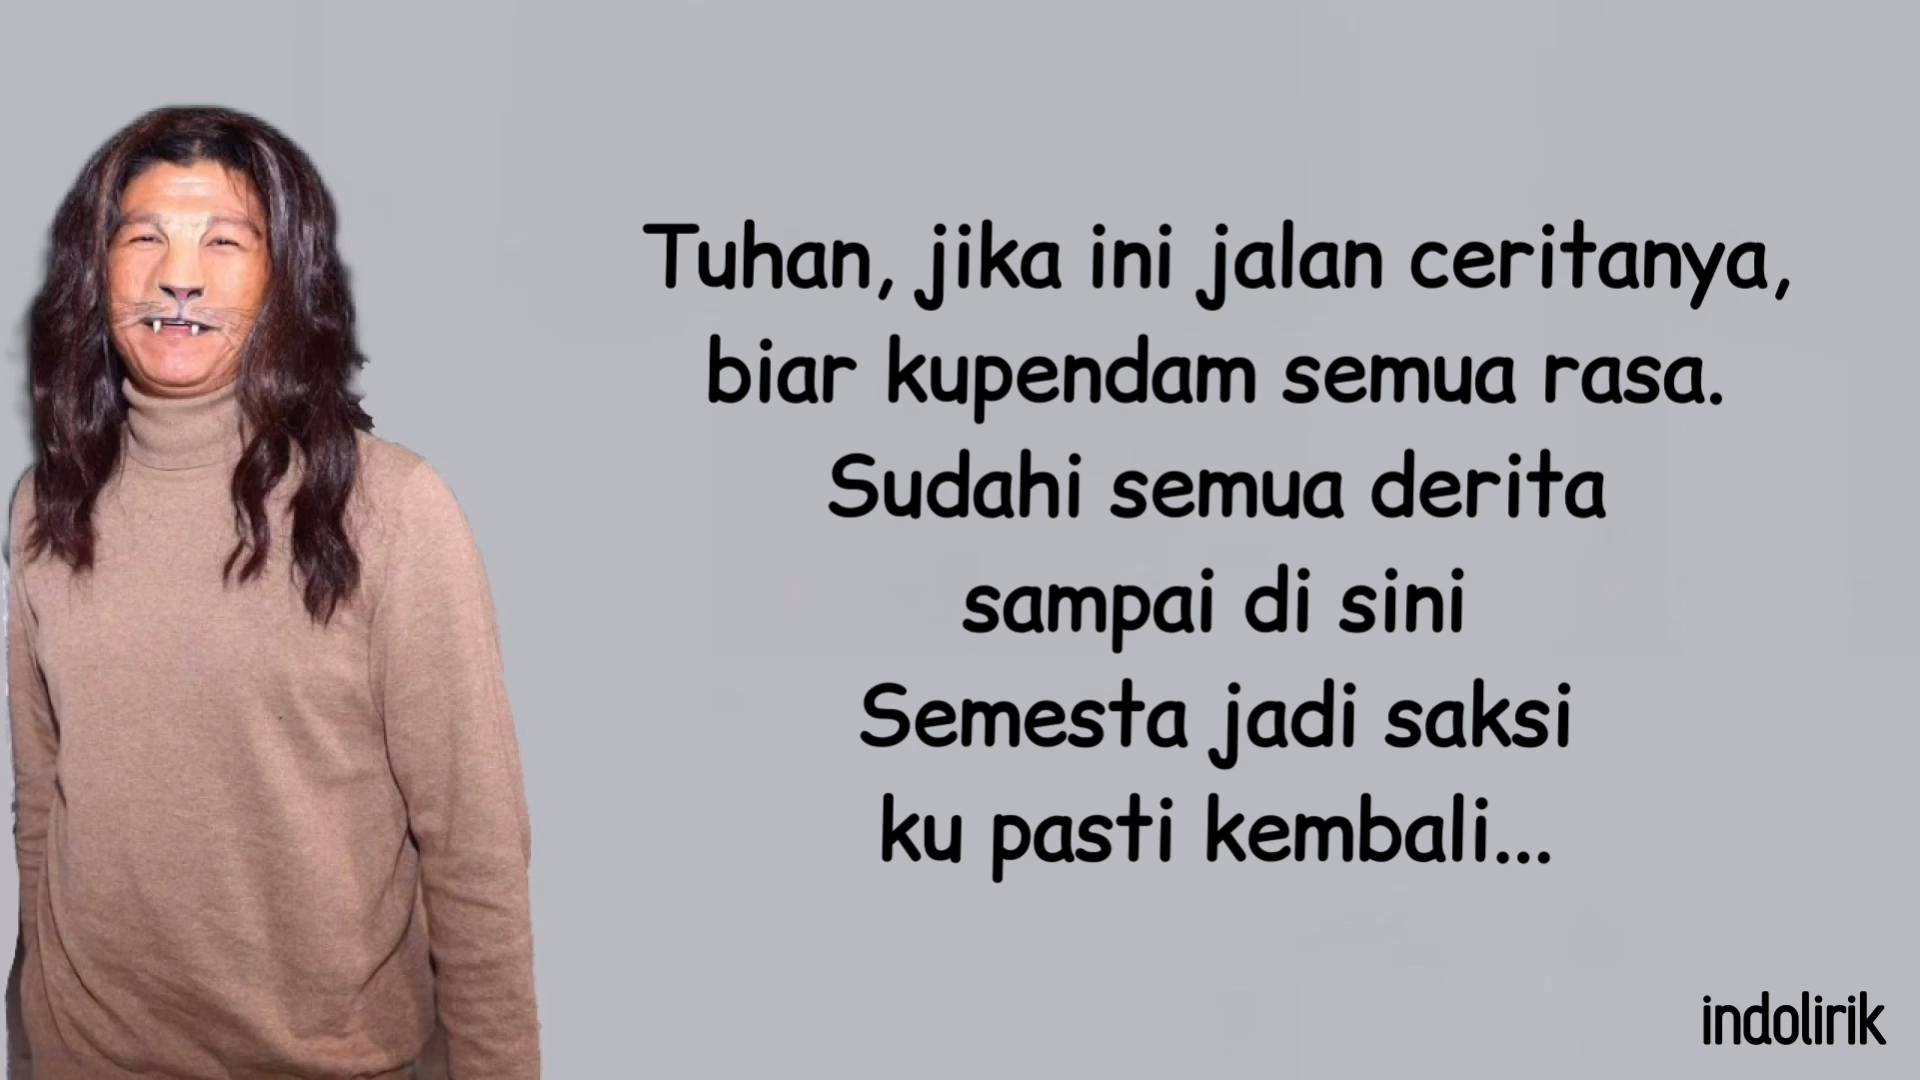 Tuhan, jika ini jalan ceritanya,
biar kupendam semua rasa.
Sudahi semua derita
sampai di sini
Semesta jadi saksi
ku pasti kembali...
indolirik